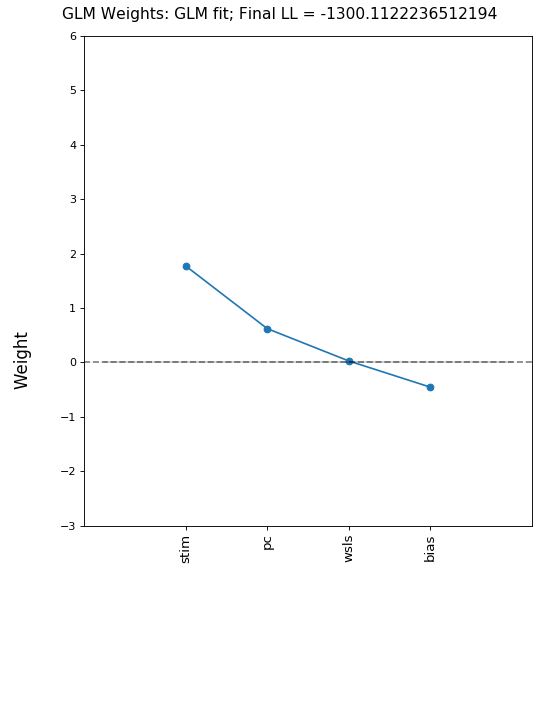 GLM Weights: GLM fit; Final LL = -1300.1122236512194
6
5
4
3
2
1
0
−1
−2
−3
Weight
stim
pc
wsls
bias